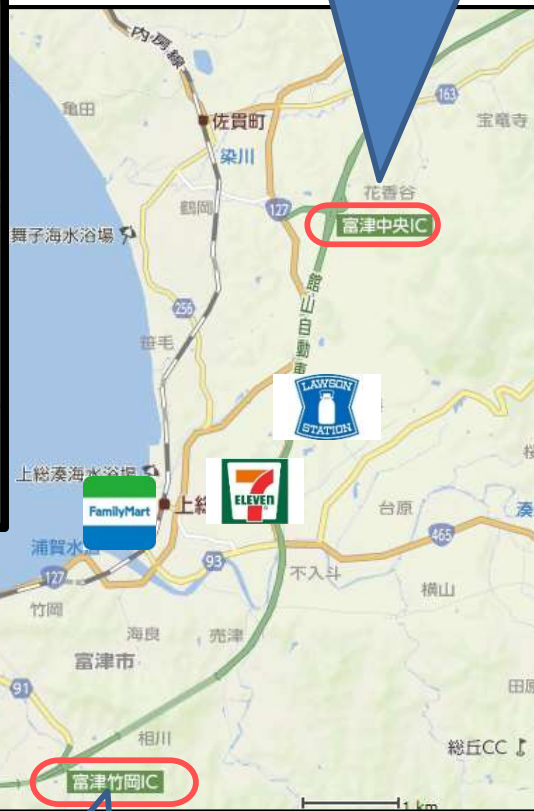 内房線
亀田
佐貫町
163
宝竜寺
染川
花香谷
鶴岡
127
富津中央IC
舞子海水浴場
館山自動車
256
笹毛
LAWSON
STATION
上総湊海水浴場
7
ELEVEN
FamilyMart
上総
台原
湊
浦賀水道
465
93
127
不入斗
竹岡
横山
海良
売津
富津市
91
田原
相川
総丘CC
富津竹岡IC
1 km